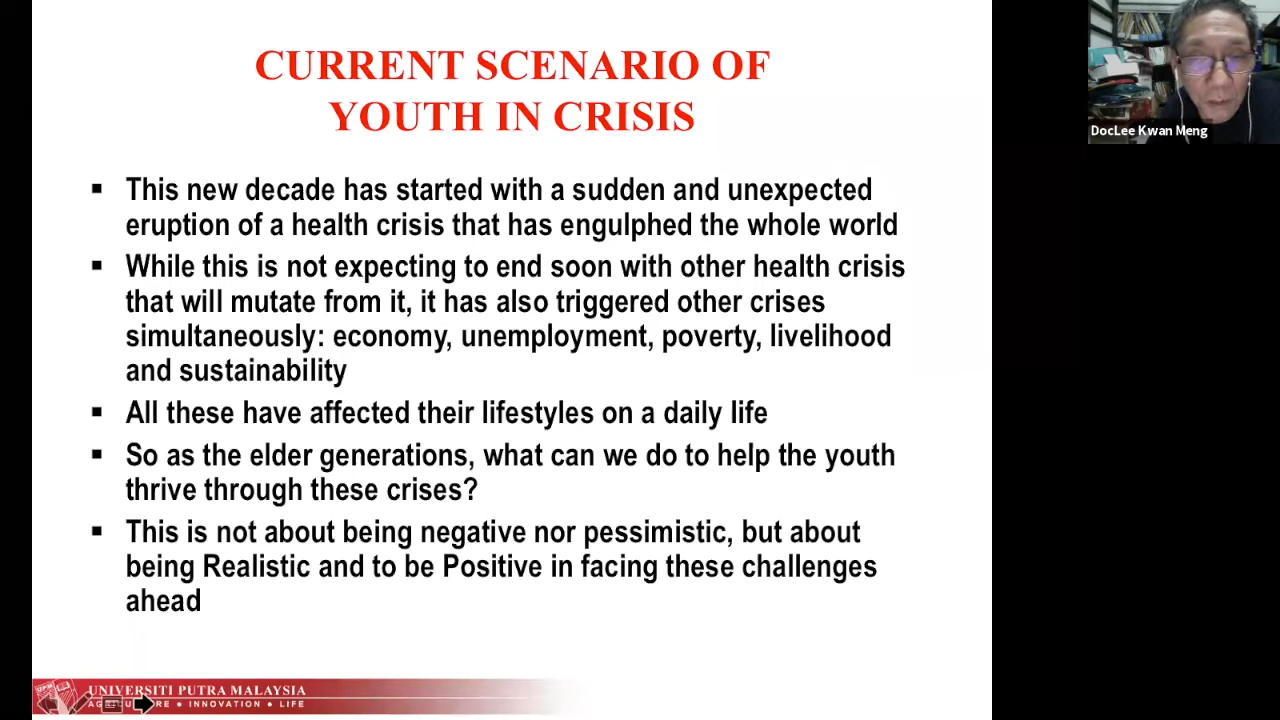 CURRENT SCENARIO OF
YOUTH IN CRISIS
DocLee Kwan Meng
▪ This new decade has started with a sudden and unexpected
eruption of a health crisis that has engulphed the whole world
▪ While this is not expecting to end soon with other health crisis
that will mutate from it, it has also triggered other crises
simultaneously: economy, unemployment, poverty, livelihood
and sustainability
▪ All these have affected their lifestyles on a daily life
▪ So as the elder generations, what can we do to help the youth
thrive through these crises?
▪ This is not about being negative nor pessimistic, but about
being Realistic and to be Positive in facing these challenges
ahead
UNIVERSITI PUTRA MALAYSIA
● INNOVATION ● LIFE